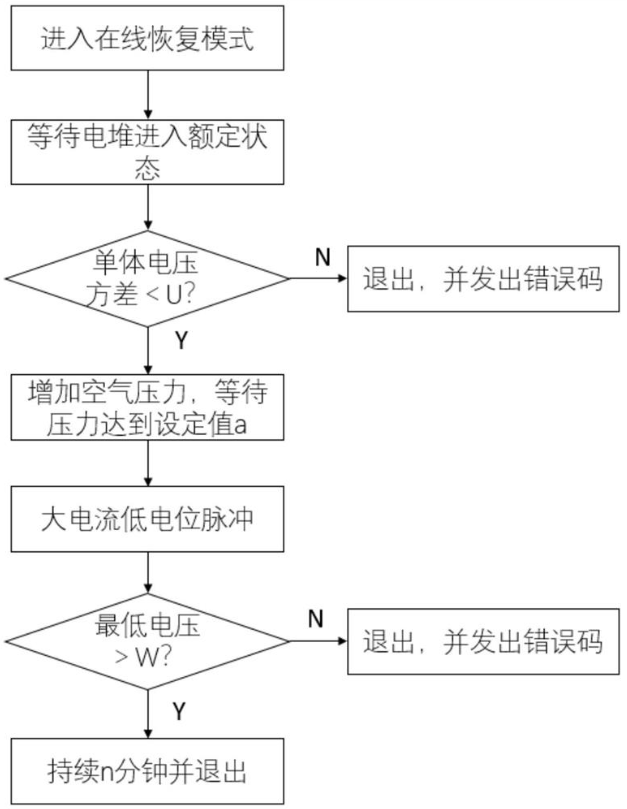 进入在线恢复模式
等待电堆进入额定状
态
单体电压
方差 < U?
N
退出，并发出错误码
Y
增加空气压力，等待
压力达到设定值a
大电流低电位脉冲
最低电压
> W?
N
退出，并发出错误码
Y
持续n分钟并退出